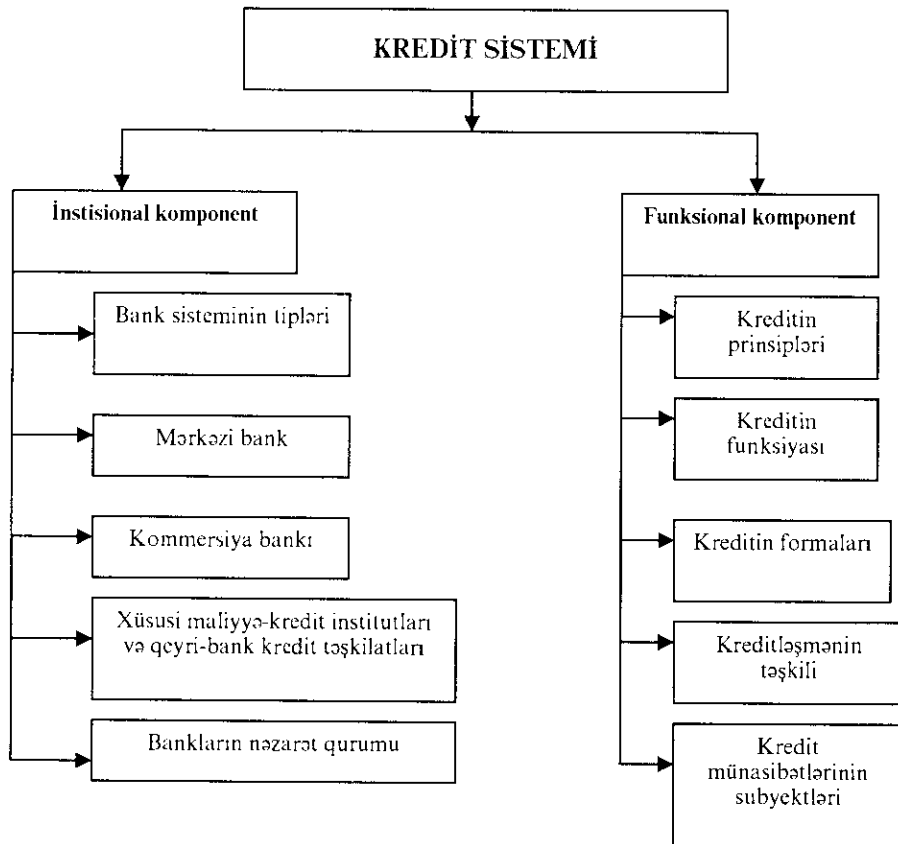 KREDİT SİSTEMİ
İnstisional komponent
Bank sisteminin tipləri
Mərkəzi bank
Kommersiya bankı
Xüsusi maliyyə-kredit institutları
və qeyri-bank kredit təşkilatları
Bankların nəzarət qurumu
Funksional komponent
Kreditin
prinsipləri
Kreditin
funksiyası
Kreditin formaları
Kreditləşmənin
təşkili
Kredit
münasibətlərinin
subyektləri